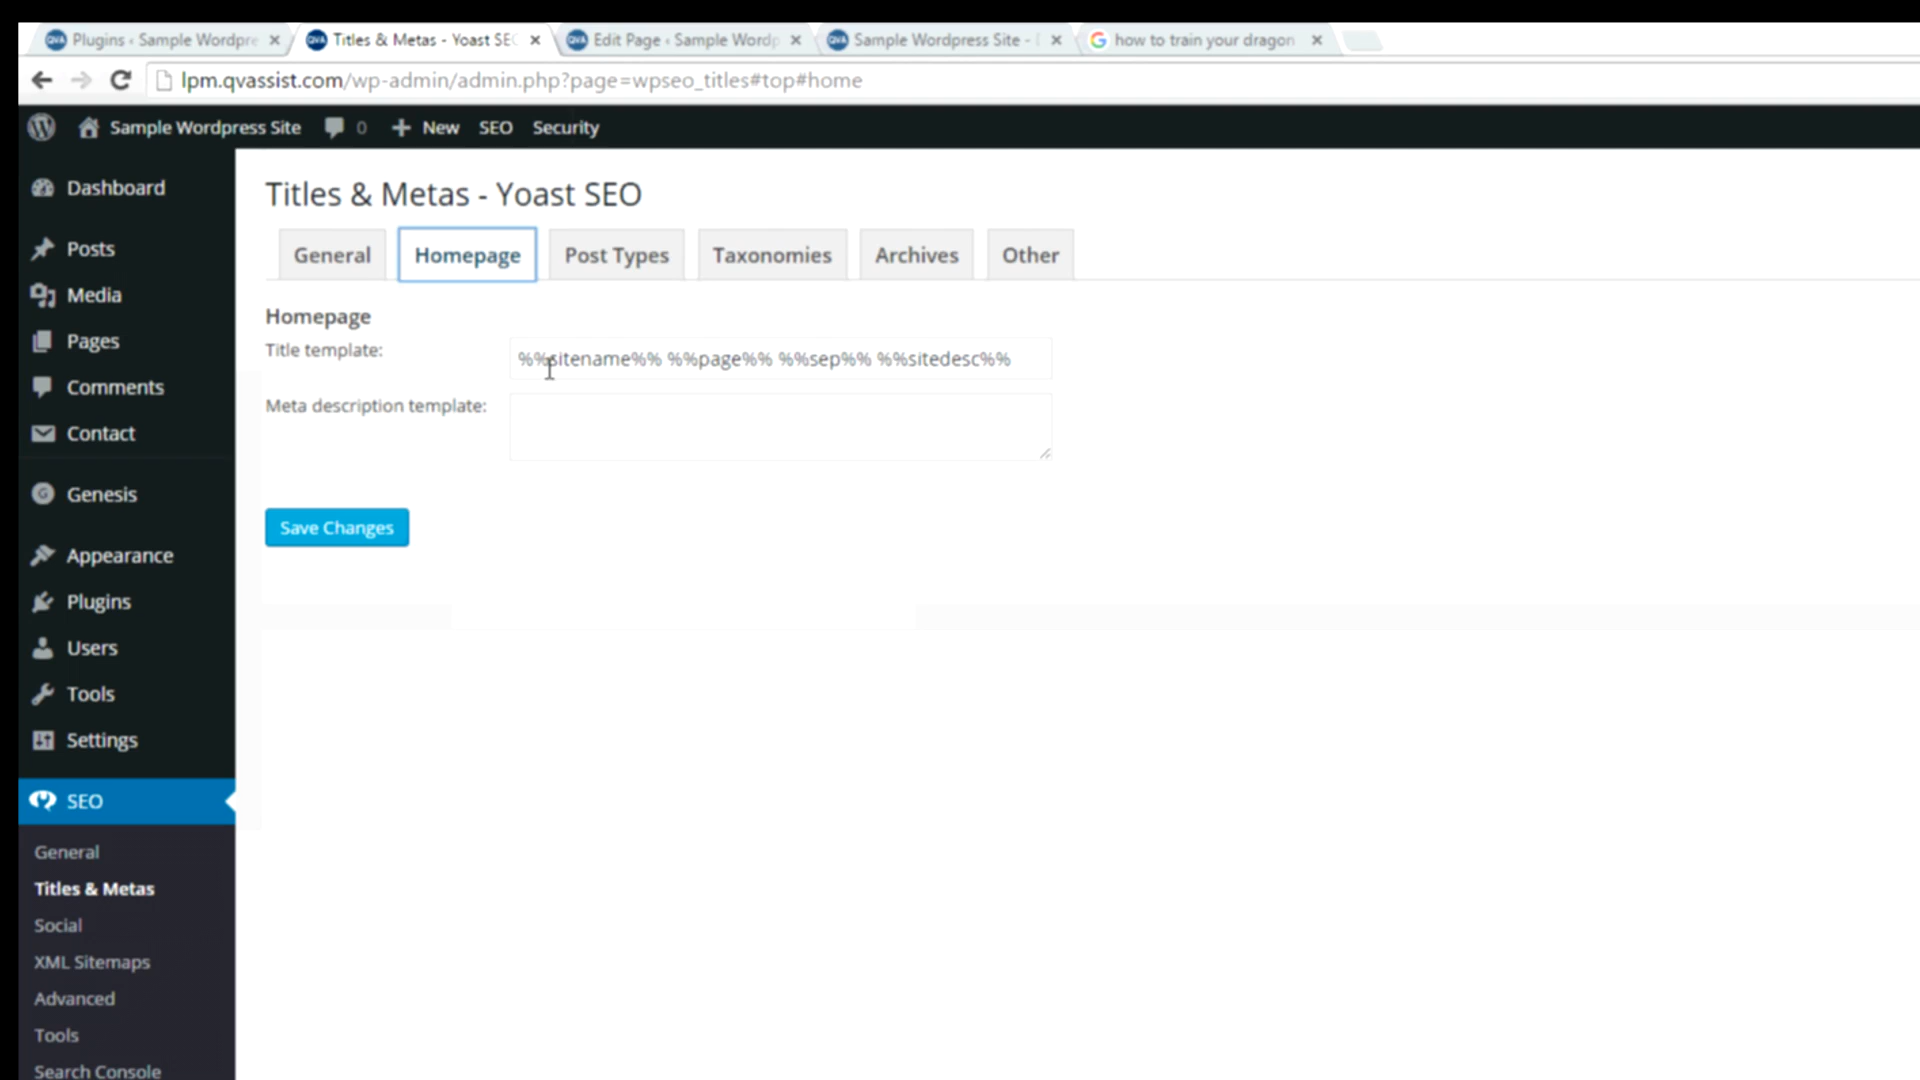 Plugins ‹ Sample Wordpre
Titles & Metas - Yoast SEO
Edit Page ‹ Sample Wordp
Sample Wordpress Site -
how to train your dragon
lpm.qvassist.com/wp-admin/admin.php?page=wpseo_titles#top#home
Sample Wordpress Site
0
New
SEO
Security
Dashboard
Posts
Media
Pages
Comments
Contact
Genesis
Appearance
Plugins
Users
Tools
Settings
SEO
General
Titles & Metas
Social
XML Sitemaps
Advanced
Tools
Search Console
Titles & Metas - Yoast SEO
General
Homepage
Post Types
Taxonomies
Archives
Other
Homepage
Title template:
%%sitename%% %%page%% %%sep%% %%sitedesc%%
Meta description template:
Save Changes